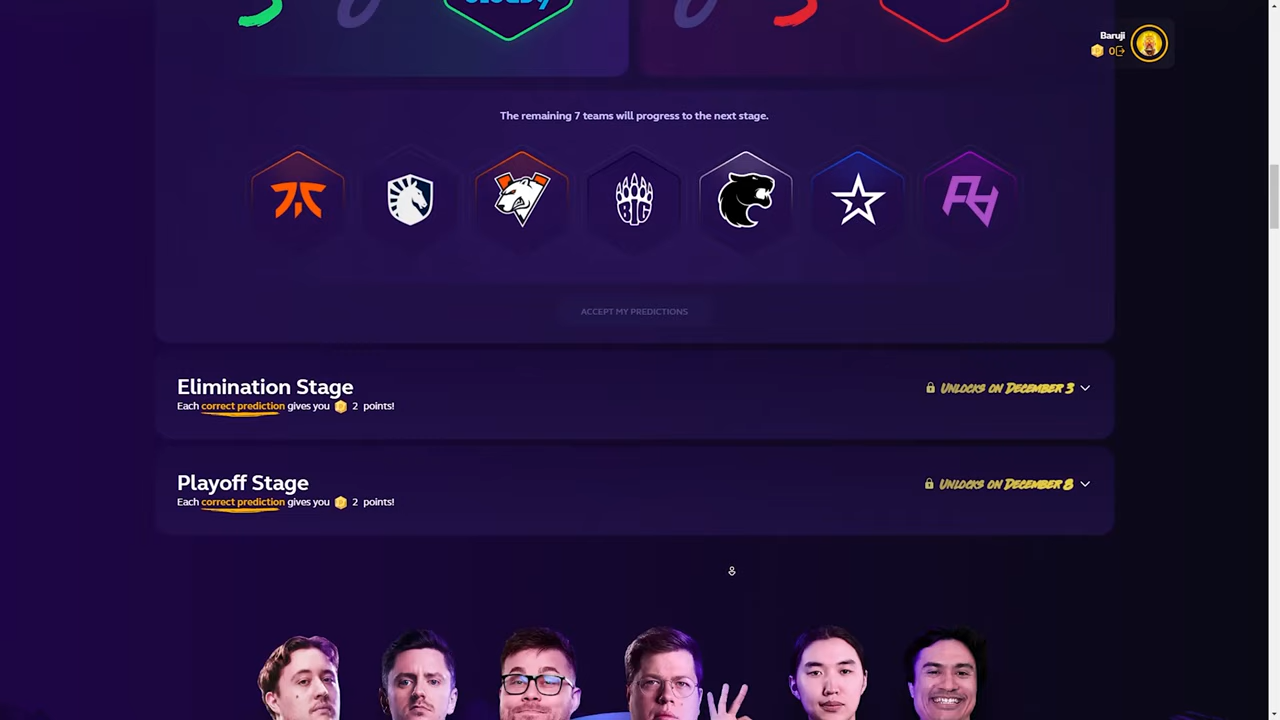 Baruji
0
The remaining 7 teams will progress to the next stage.
BIG
ACCEPT MY PREDICTIONS
Elimination Stage
UNLOCKS ON DECEMBER 3
Each correct prediction gives you 2 points!
Playoff Stage
UNLOCKS ON DECEMBER 8
Each correct prediction gives you 2 points!